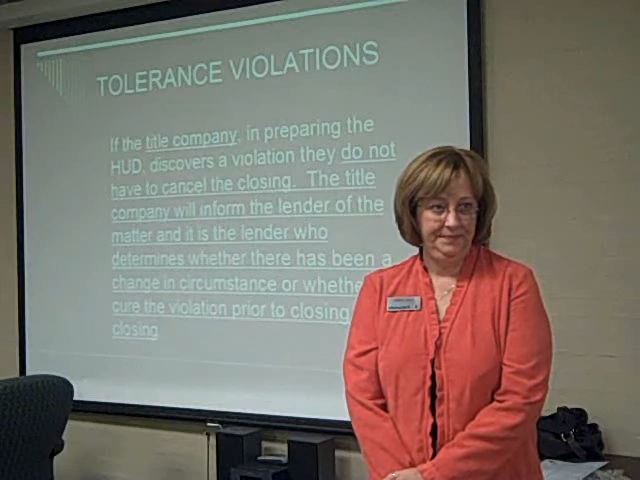 TOLERANCE VIOLATIONS
If the title company, in preparing the
HUD, discovers a violation they do not
have to cancel the closing. The title
company will inform the lender of the
matter and it is the lender who
determines whether there has been a
change in circumstance or whethe
cure the violation prior to closing
closing